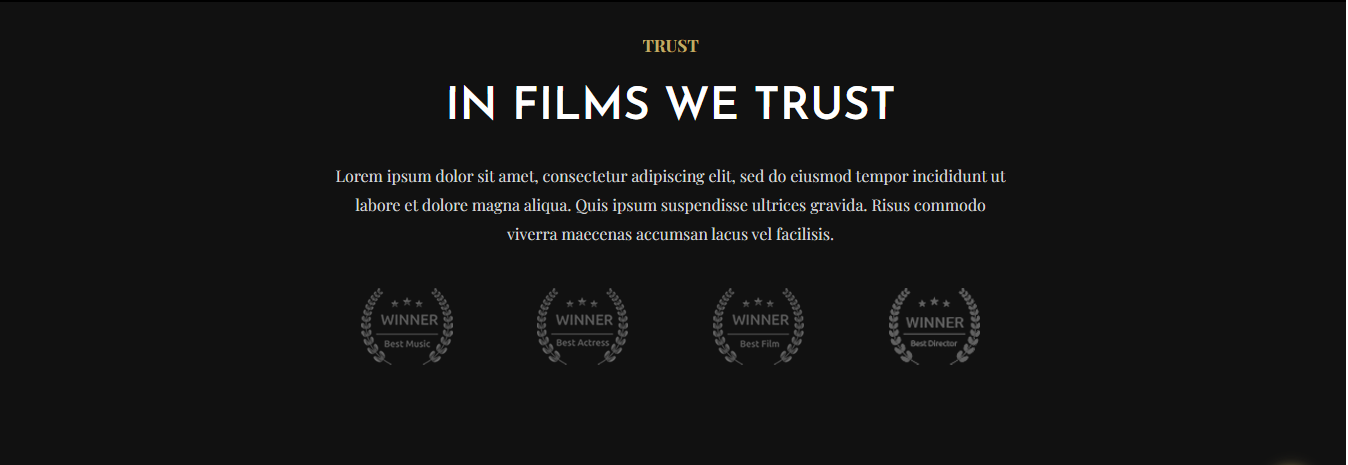 TRUST
IN FILMS WE TRUST
Lorem ipsum dolor sit amet, consectetur adipiscing elit, sed do eiusmod tempor incididunt ut
labore et dolore magna aliqua. Quis ipsum suspendisse ultrices gravida. Risus commodo
viverra maecenas accumsan lacus vel facilisis.
WINNER
Best Music
WINNER
Best Actress
WINNER
Best Film
WINNER
Best Director